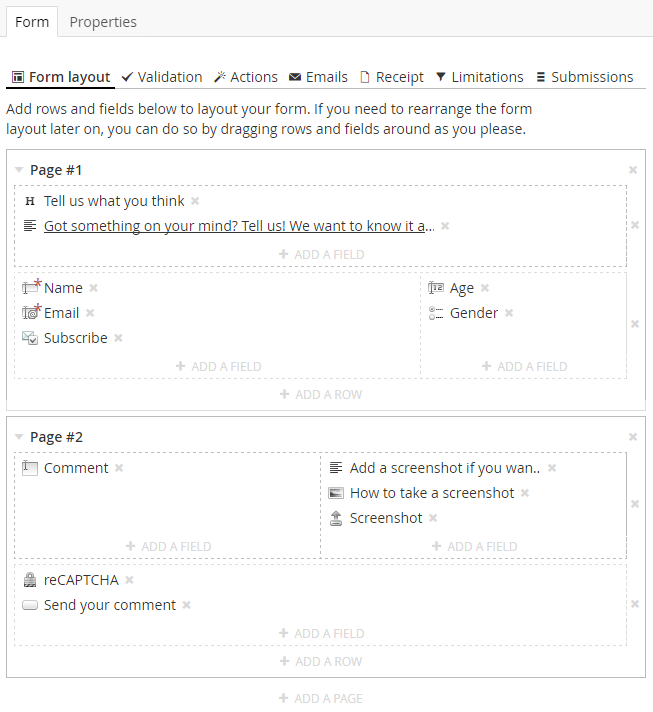 Form Properties
Form layout Validation Actions Emails Receipt Limitations Submissions
Add rows and fields below to layout your form. If you need to rearrange the form
layout later on, you can do so by dragging rows and fields around as you please.
Page #1
H Tell us what you think
Got something on your mind? Tell us! We want to know it a...
+ ADD A FIELD
Name
Email
Subscribe
+ ADD A FIELD
Age
Gender
+ ADD A FIELD
+ ADD A ROW
Page #2
Comment
+ ADD A FIELD
Add a screenshot if you wan..
How to take a screenshot
Screenshot
+ ADD A FIELD
reCAPTCHA
Send your comment
+ ADD A FIELD
+ ADD A ROW
+ ADD A PAGE